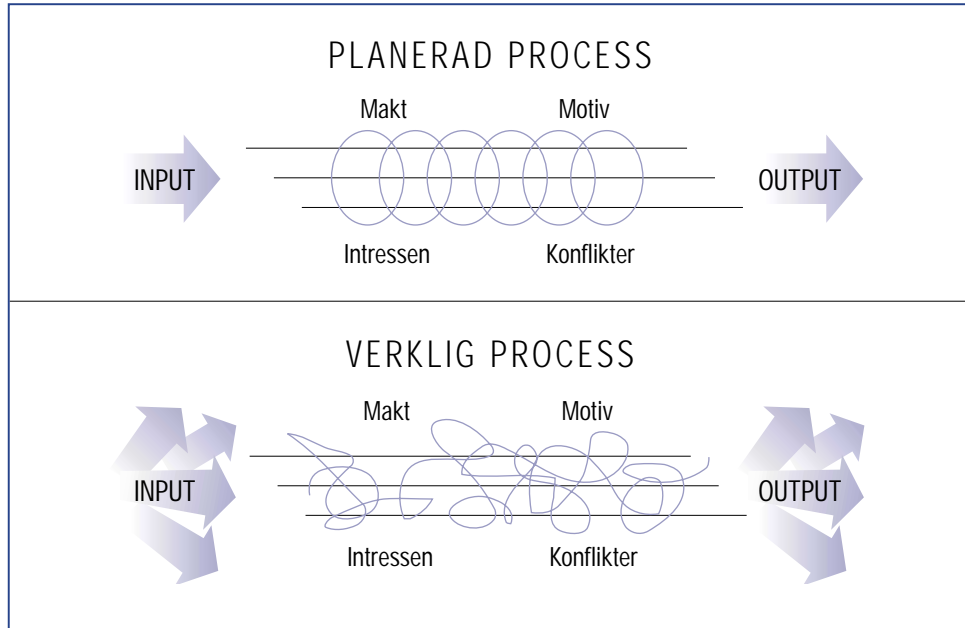 PLANERAD PROCESS
Makt Motiv
INPUT OUTPUT
Intressen Konflikter
VERKLIG PROCESS
Makt Motiv
INPUT OUTPUT
Intressen Konflikter